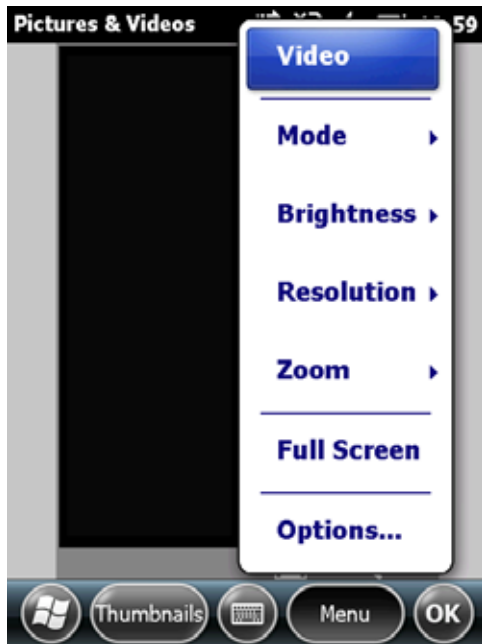 Pictures & Videos
59
Video
Mode
Brightness
Resolution
Zoom
Full Screen
Options...
Thumbnails
Menu
OK